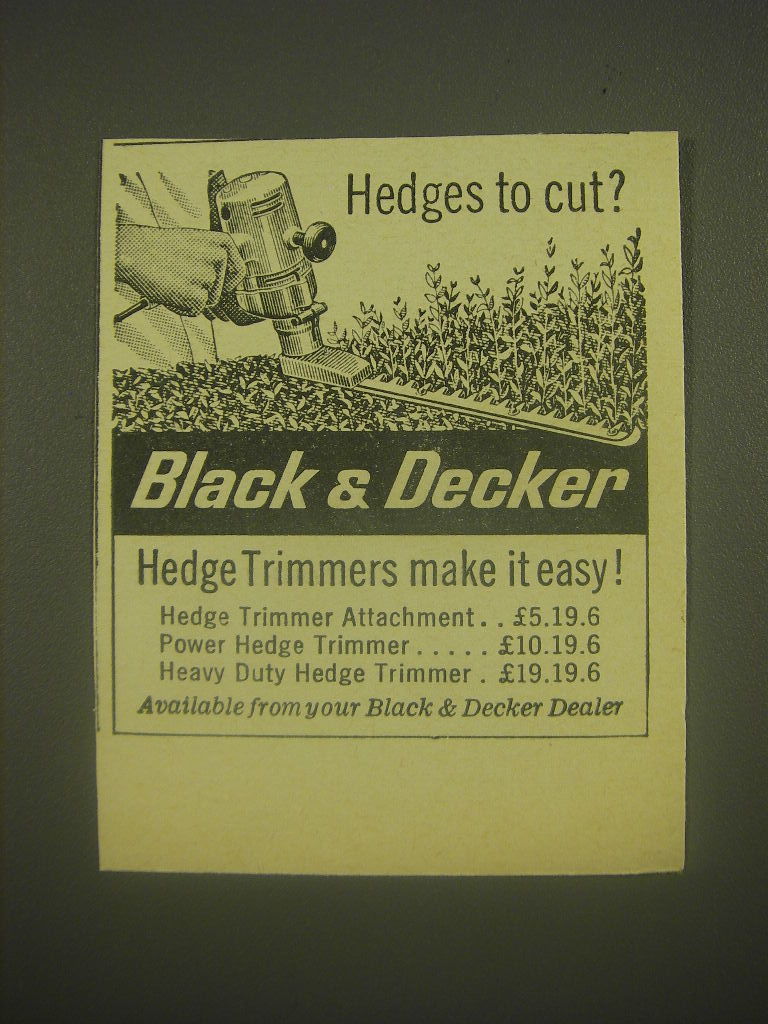 Hedges to cut?
Black & Decker
Hedge Trimmers make it easy!
Hedge Trimmer Attachment . . £5.19.6
Power Hedge Trimmer . . . . . £10.19.6
Heavy Duty Hedge Trimmer . £19.19.6
Available from your Black & Decker Dealer